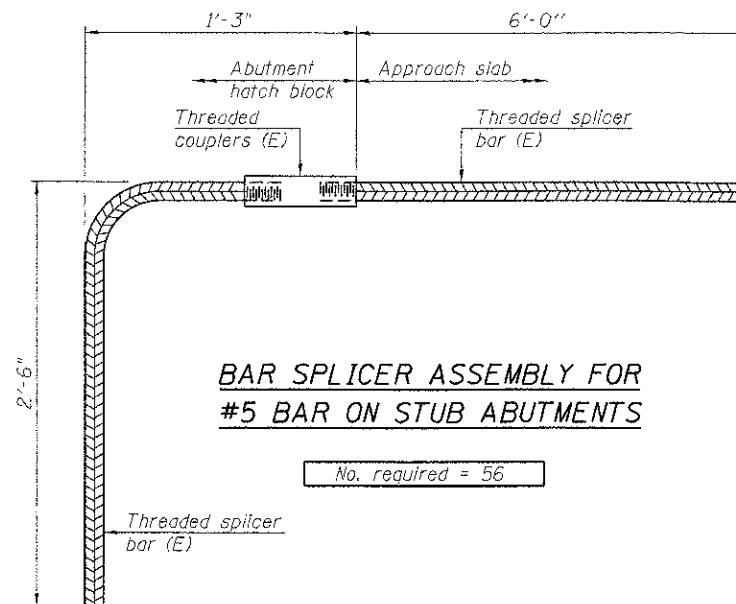 1'-3"
6'-0"
Abutment
hatch block
Approach slab
Threaded
couplers (E)
Threaded splicer
bar (E)
2'-6"
BAR SPLICER ASSEMBLY FOR
#5 BAR ON STUB ABUTMENTS
No. required = 56
Threaded splicer
bar (E)